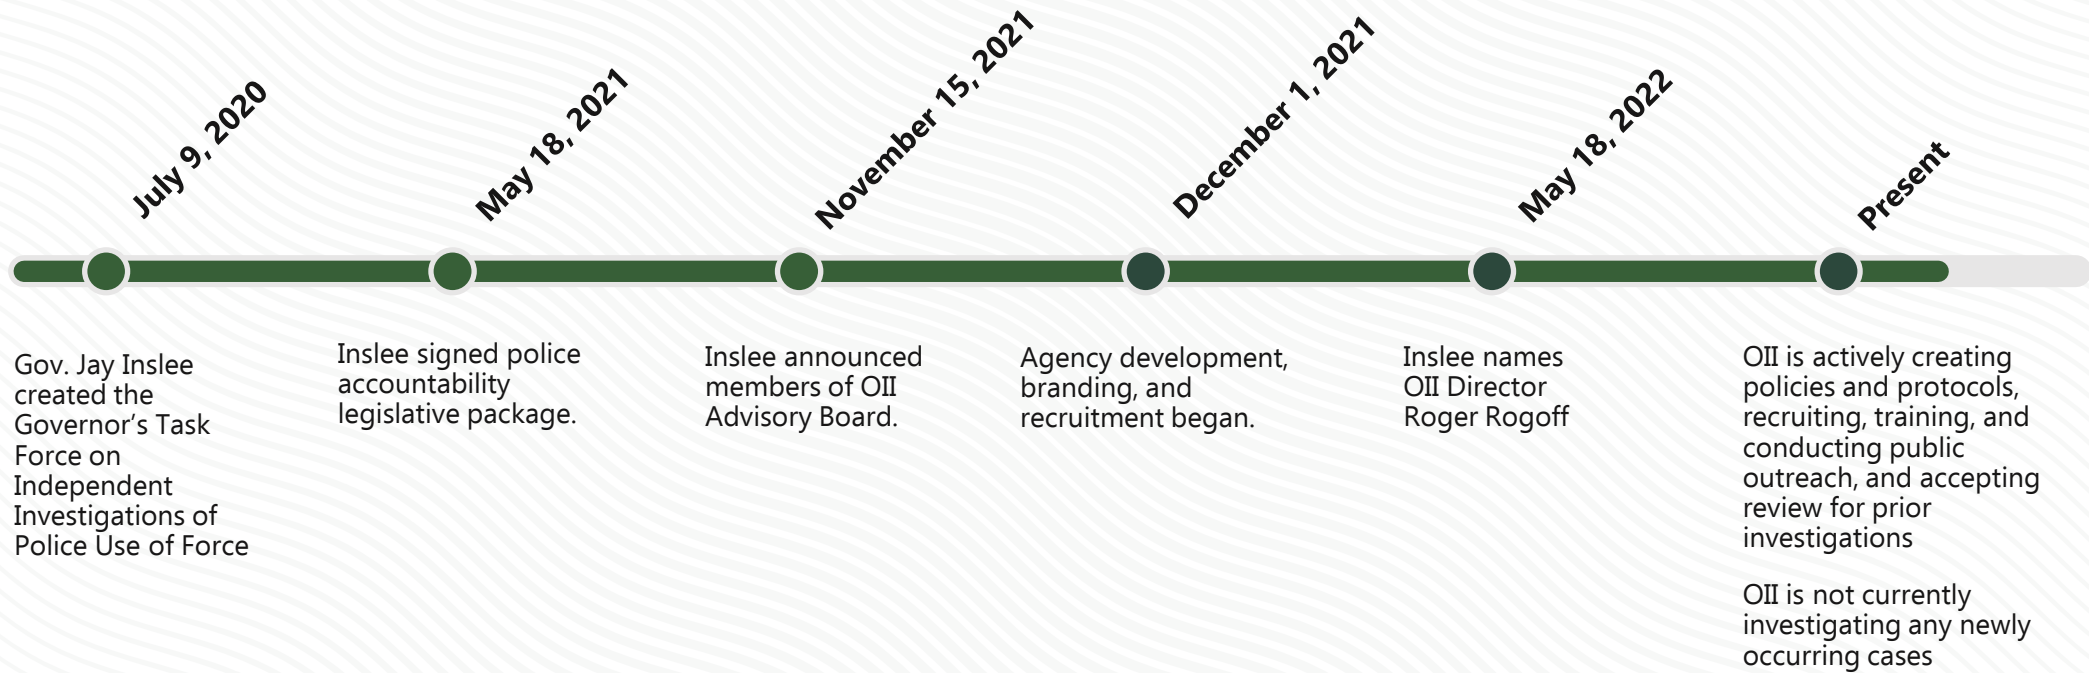 July 9, 2020
May 18, 2021
November 15, 2021
December 1, 2021
May 18, 2022
Present
Gov. Jay Inslee
created the
Governor's Task
Force on
Independent
Investigations of
Police Use of Force
Inslee signed police
accountability
legislative package.
Inslee announced
members of OII
Advisory Board.
Agency development,
branding, and
recruitment began.
Inslee names
OII Director
Roger Rogoff
OII is actively creating
policies and protocols,
recruiting, training, and
conducting public
outreach, and accepting
review for prior
investigations
OII is not currently
investigating any newly
occurring cases